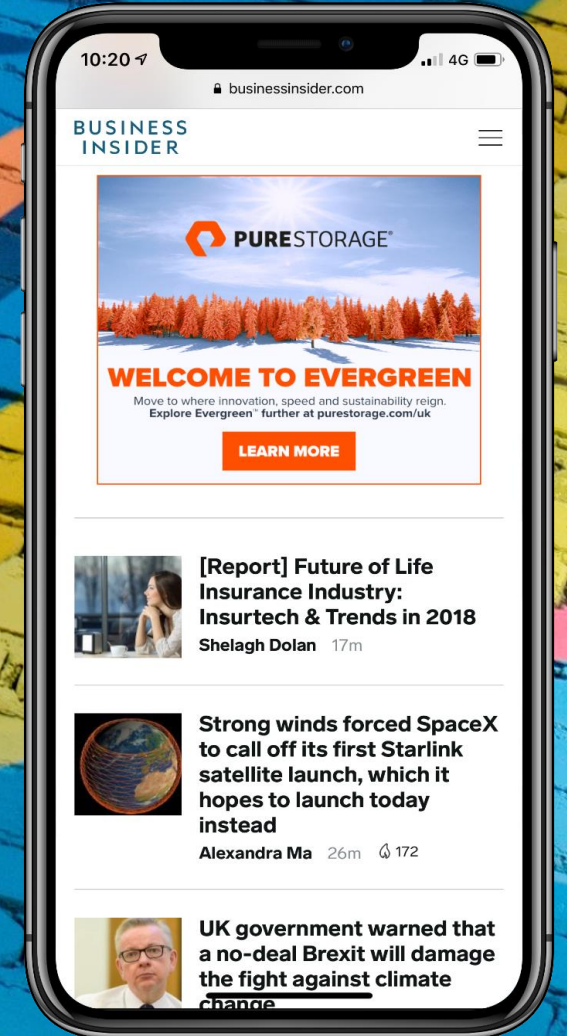 10:20
4G
businessinsider.com
BUSINESS
INSIDER
PURESTORAGE®
WELCOME TO EVERGREEN
Move to where innovation, speed and sustainability reign.
Explore Evergreen™ further at purestorage.com/uk
LEARN MORE
[Report] Future of Life
Insurance Industry:
Insurtech & Trends in 2018
Shelagh Dolan 17m
Strong winds forced SpaceX
to call off its first Starlink
satellite launch, which it
hopes to launch today
instead
Alexandra Ma 26m 172
UK government warned that
a no-deal Brexit will damage
the fight against climate
change